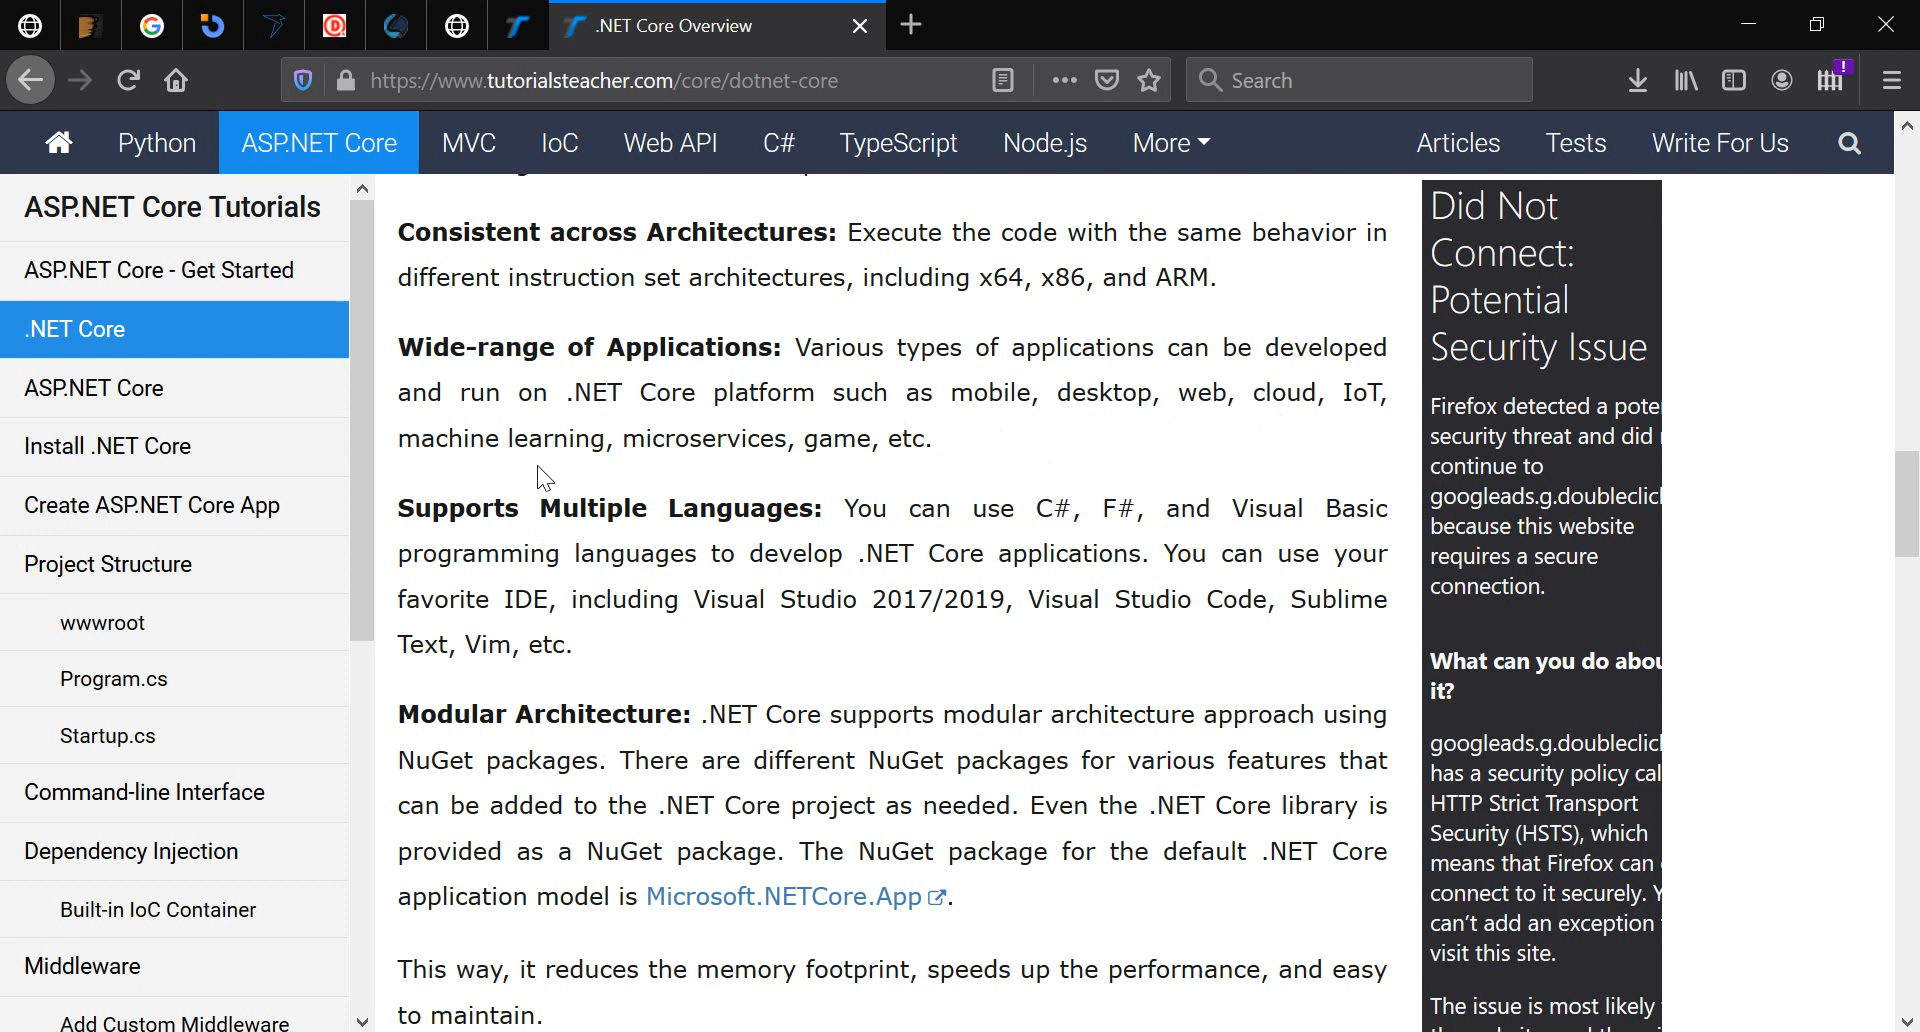 .NET Core Overview
https://www.tutorialsteacher.com/core/dotnet-core
Search
Python ASP.NET Core MVC IoC Web API C# TypeScript Node.js More Articles Tests Write For Us
ASP.NET Core Tutorials
ASP.NET Core - Get Started
.NET Core
ASP.NET Core
Install .NET Core
Create ASP.NET Core App
Project Structure
wwwroot
Program.cs
Startup.cs
Command-line Interface
Dependency Injection
Built-in IoC Container
Middleware
Add Custom Middleware
Consistent across Architectures: Execute the code with the same behavior in
different instruction set architectures, including x64, x86, and ARM.
Wide-range of Applications: Various types of applications can be developed
and run on .NET Core platform such as mobile, desktop, web, cloud, IoT,
machine learning, microservices, game, etc.
Supports Multiple Languages: You can use C#, F#, and Visual Basic
programming languages to develop .NET Core applications. You can use your
favorite IDE, including Visual Studio 2017/2019, Visual Studio Code, Sublime
Text, Vim, etc.
Modular Architecture: .NET Core supports modular architecture approach using
NuGet packages. There are different NuGet packages for various features that
can be added to the .NET Core project as needed. Even the .NET Core library is
provided as a NuGet package. The NuGet package for the default .NET Core
application model is Microsoft.NETCore.App.
This way, it reduces the memory footprint, speeds up the performance, and easy
to maintain.
Did Not
Connect:
Potential
Security Issue
Firefox detected a pote
security threat and did
continue to
googleads.g.doubleclic
because this website
requires a secure
connection.
What can you do abou
it?
googleads.g.doubleclic
has a security policy cal
HTTP Strict Transport
Security (HSTS), which
means that Firefox can
connect to it securely. Y
can't add an exception
visit this site.
The issue is most likely